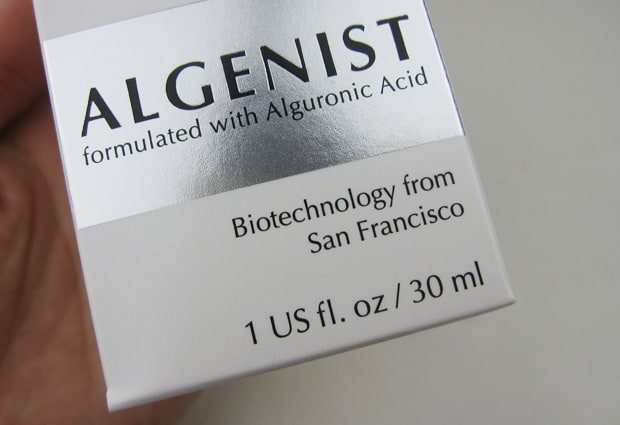 ALGENIST
formulated with Alguronic Acid
Biotechnology from
San Francisco
1 US fl. oz / 30 ml